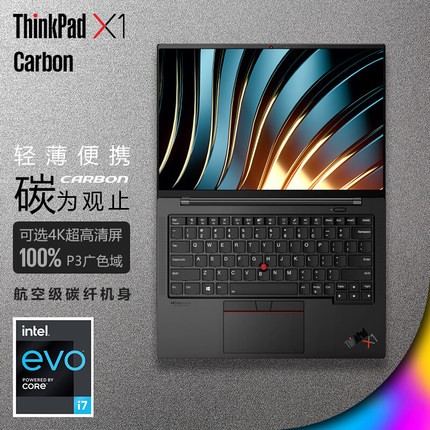 ThinkPad X1
Carbon
轻薄便携
CARBON
碳为观止
可选4K超高清屏
100% P3广色域
航空级碳纤机身
intel
evo
POWERED BY
CORE
i7
X1